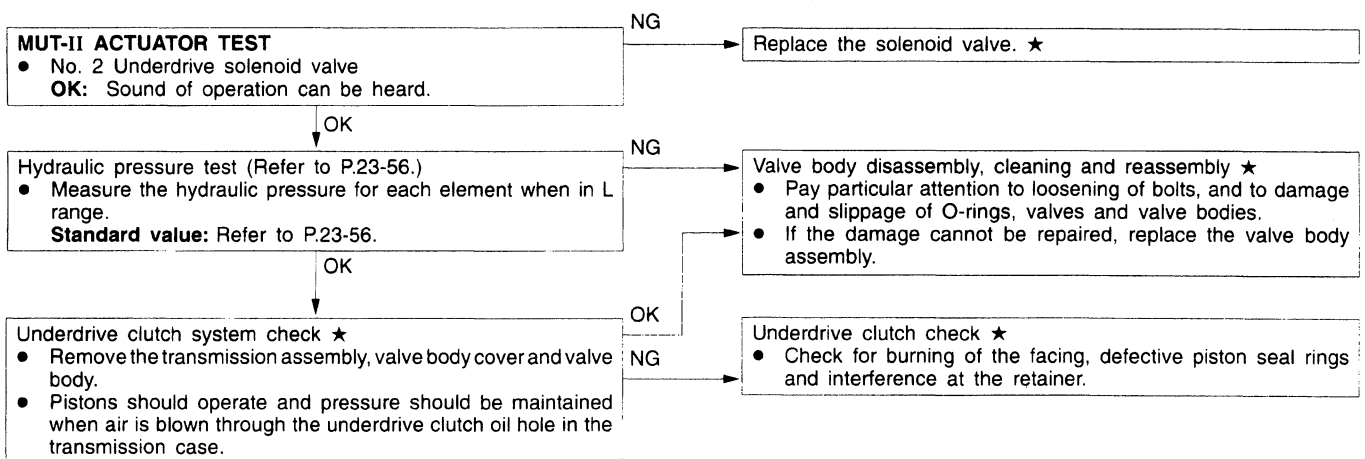 MUT-II ACTUATOR TEST
● No. 2 Underdrive solenoid valve
OK: Sound of operation can be heard.
NG
Replace the solenoid valve. ★
OK
Hydraulic pressure test (Refer to P.23-56.)
● Measure the hydraulic pressure for each element when in L
range.
Standard value: Refer to P.23-56.
NG
Valve body disassembly, cleaning and reassembly ★
● Pay particular attention to loosening of bolts, and to damage
and slippage of O-rings, valves and valve bodies.
● If the damage cannot be repaired, replace the valve body
assembly.
OK
Underdrive clutch system check ★
● Remove the transmission assembly, valve body cover and valve
body.
● Pistons should operate and pressure should be maintained
when air is blown through the underdrive clutch oil hole in the
transmission case.
OK
NG
Underdrive clutch check ★
● Check for burning of the facing, defective piston seal rings
and interference at the retainer.